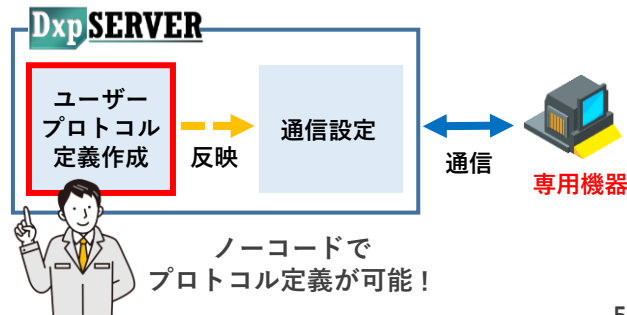 DxpSERVER
ユーザー
プロトコル
定義作成
反映
通信設定
通信
専用機器
ノーコードで
プロトコル定義が可能！
5